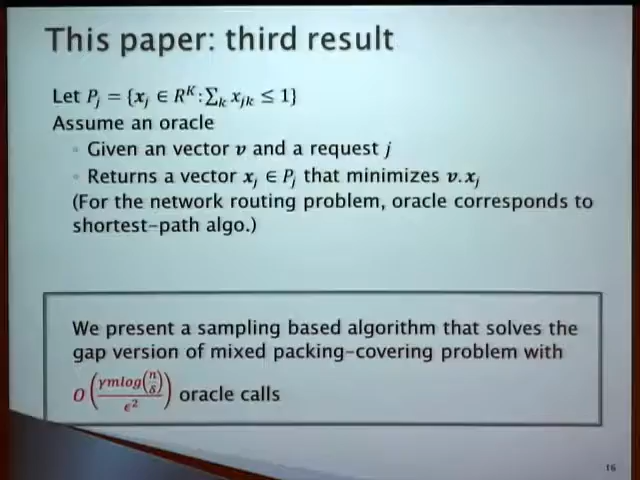 This paper: third result
Let Pⱼ = {xⱼ ∈ Rᴷ:∑ₖ xⱼₖ ≤ 1}
Assume an oracle
▫ Given an vector v and a request j
▫ Returns a vector xⱼ ∈ Pⱼ that minimizes v.xⱼ
(For the network routing problem, oracle corresponds to
shortest-path algo.)
We present a sampling based algorithm that solves the
gap version of mixed packing-covering problem with
O(γmlog(n/δ)/ϵ²) oracle calls
16